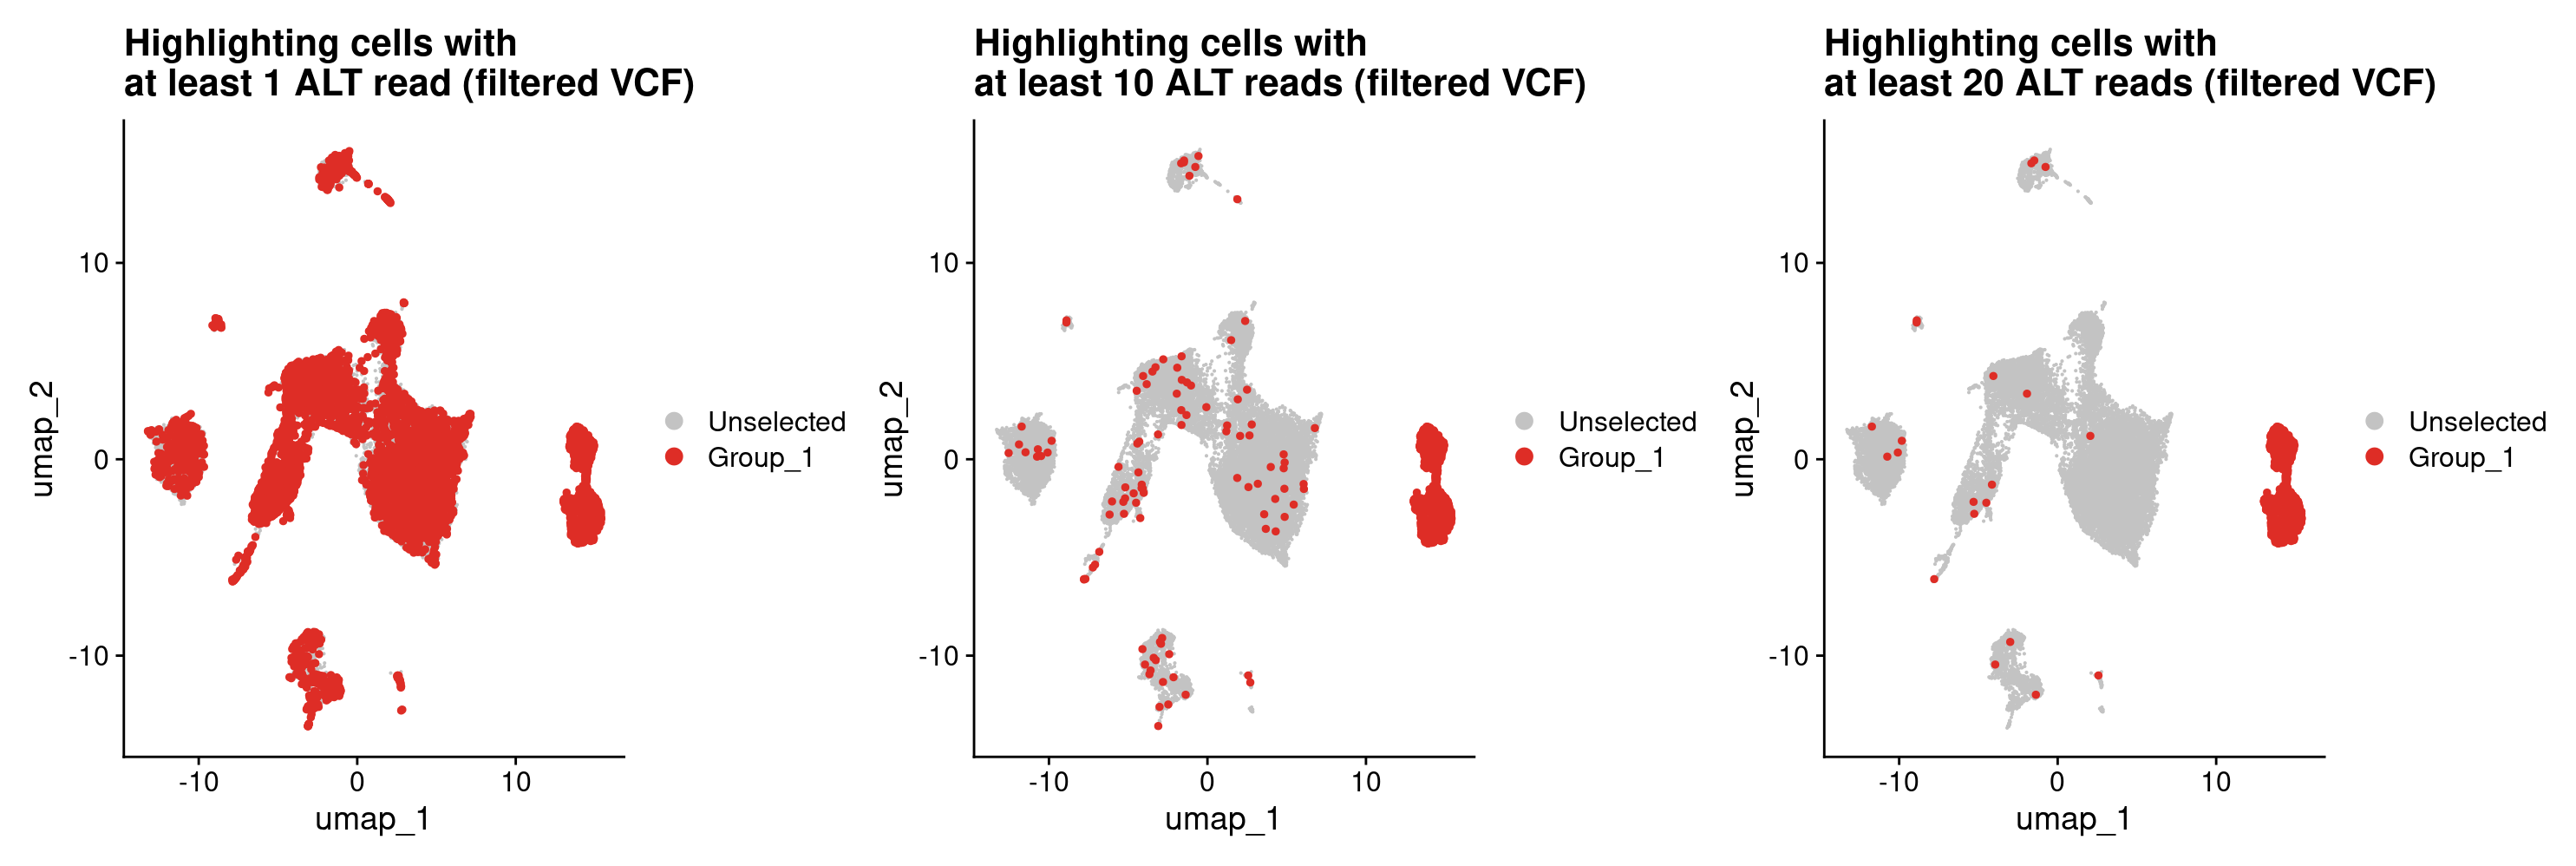 Highlighting cells with
at least 1 ALT read (filtered VCF)
10
0
-10
umap_2
-10 0 10
umap_1
Unselected
Group_1
Highlighting cells with
at least 10 ALT reads (filtered VCF)
10
0
-10
umap_2
-10 0 10
umap_1
Unselected
Group_1
Highlighting cells with
at least 20 ALT reads (filtered VCF)
10
0
-10
umap_2
-10 0 10
umap_1
Unselected
Group_1